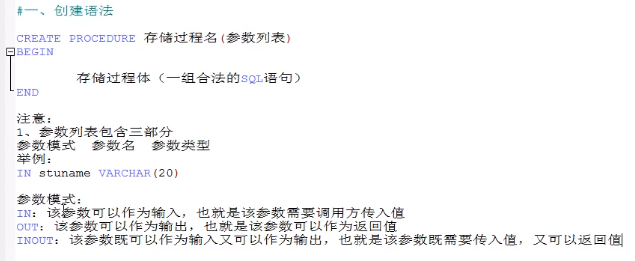 #一、创建语法
CREATE PROCEDURE 存储过程名(参数列表)
BEGIN
存储过程体（一组合法的SQL语句）
END
注意：
1、参数列表包含三部分
参数模式 参数名 参数类型
举例：
IN stuname VARCHAR(20)
参数模式：
IN：该参数可以作为输入，也就是该参数需要调用方传入值
OUT：该参数可以作为输出，也就是该参数可以作为返回值
INOUT：该参数既可以作为输入又可以作为输出，也就是该参数既需要传入值，又可以返回值